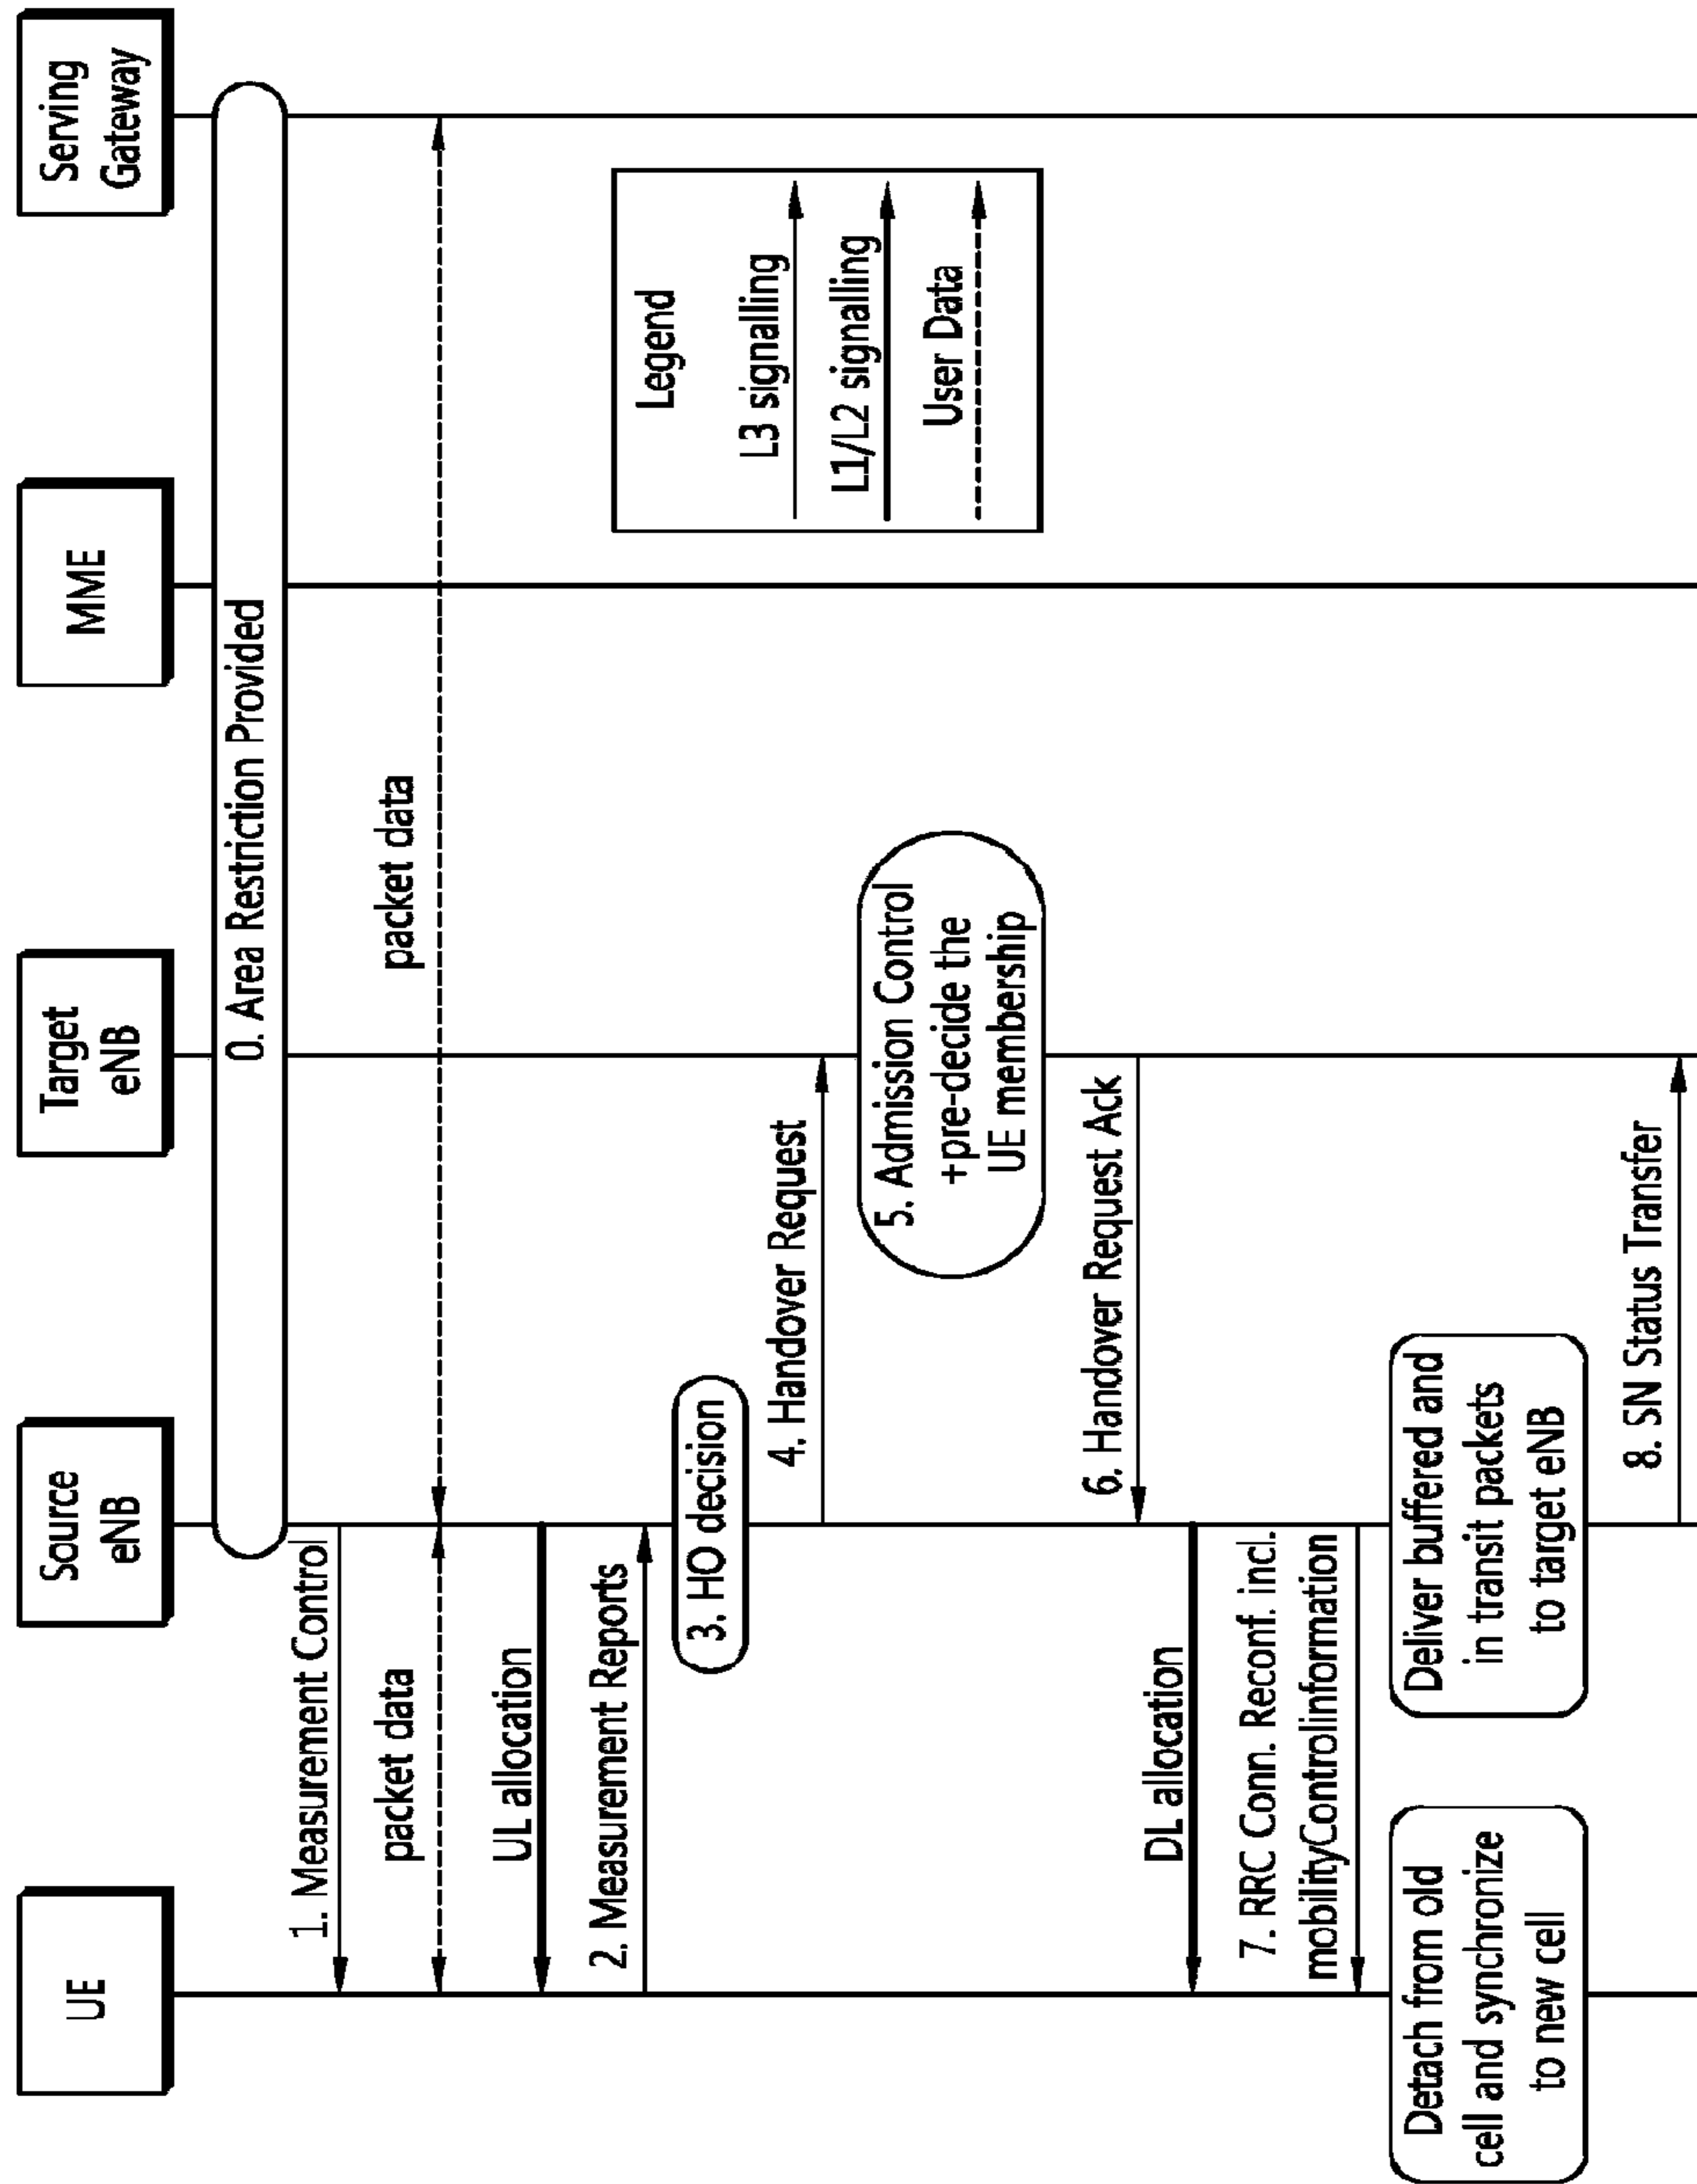 UE
Source
eNB
Target
eNB
MME
Serving
Gateway
0. Area Restriction Provided
1. Measurement Control
packet data
packet data
UL allocation
2. Measurement Reports
3. HO decision
Legend
L3 signalling
L1/L2 signalling
User Data
4. Handover Request
5. Admission Control
+pre-decide the
UE membership
6. Handover Request Ack
DL allocation
7. RRC Conn. Reconf. incl.
mobilityControlinformation
Detach from old
cell and synchronize
to new cell
Deliver buffered and
in transit packets
to target eNB
8. SN Status Transfer